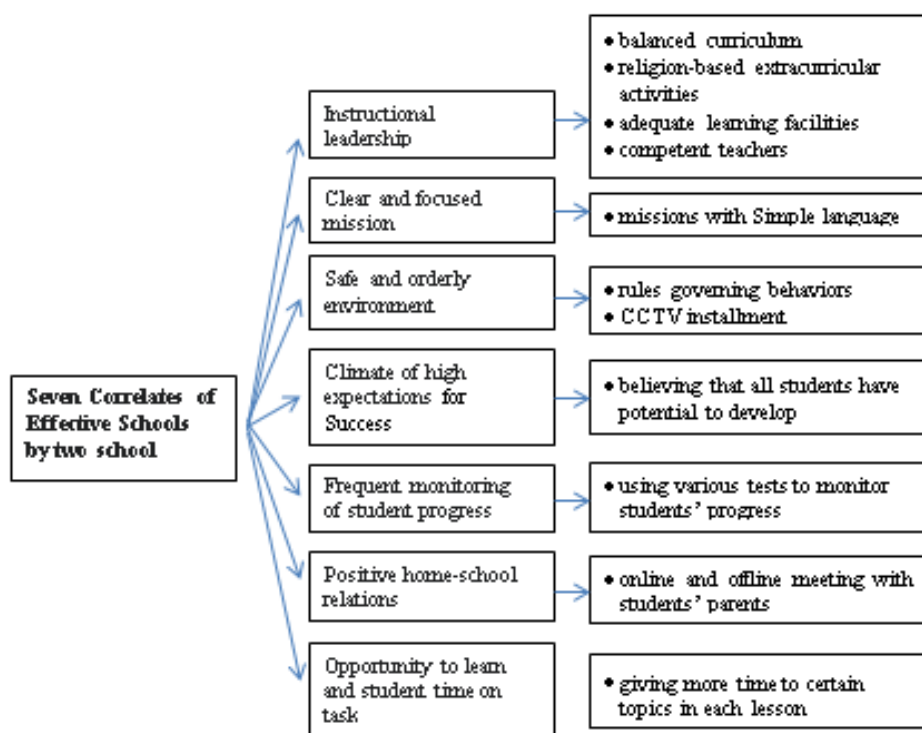 Seven Correlates of
Effective Schools
by two school
Instructional
leadership
• balanced curriculum
• religion-based extracurricular
activities
• adequate learning facilities
• competent teachers
Clear and focused
mission
• missions with Simple language
Safe and orderly
environment
• rules governing behaviors
• CCTV installment
Climate of high
expectations for
Success
• believing that all students have
potential to develop
Frequent monitoring
of student progress
• using various tests to monitor
students’ progress
Positive home-school
relations
• online and offline meeting with
students’ parents
Opportunity to learn
and student time on
task
• giving more time to certain
topics in each lesson